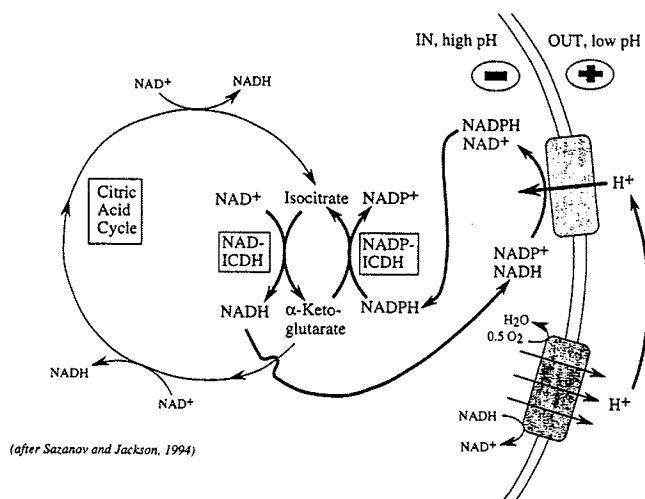 IN, high pH
OUT, low pH
NAD+
NADH
NADPH
NAD+
H+
Citric
Acid
Cycle
NAD+
Isocitrate
NADP+
NAD-
ICDH
NADP-
ICDH
NADP+
NADH
NADH
α-Keto-
glutarate
NADPH
H2O
0.5 O2
NADH
NAD+
NADH
NAD+
H+
(after Sazanov and Jackson, 1994)